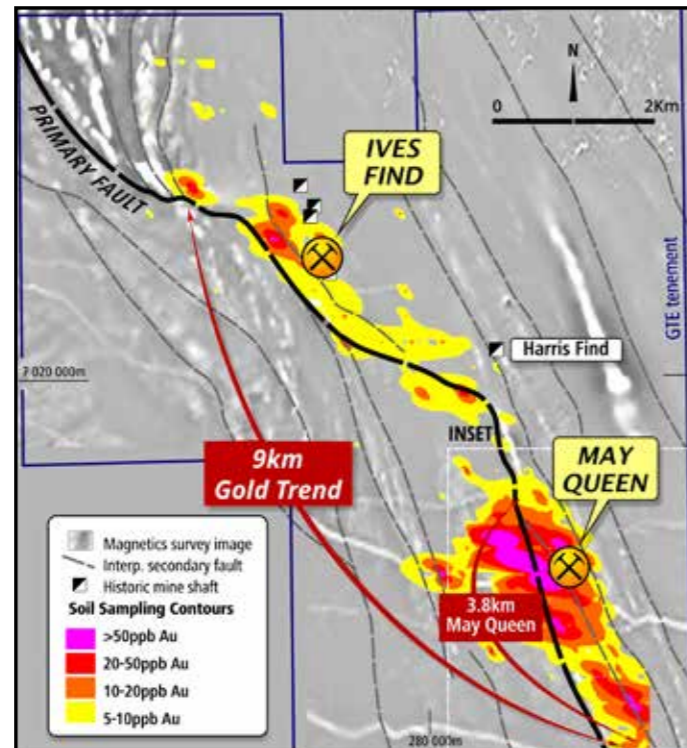 N
0 2Km
PRIMARY FAULT
IVES
FIND
GTE tenement
Harris Find
7 020 000m
INSET
MAY
QUEEN
9km
Gold Trend
3.8km
May Queen
Magnetics survey image
Interp. secondary fault
Historic mine shaft
Soil Sampling Contours
>50ppb Au
20-50ppb Au
10-20ppb Au
5-10ppb Au
280 000m